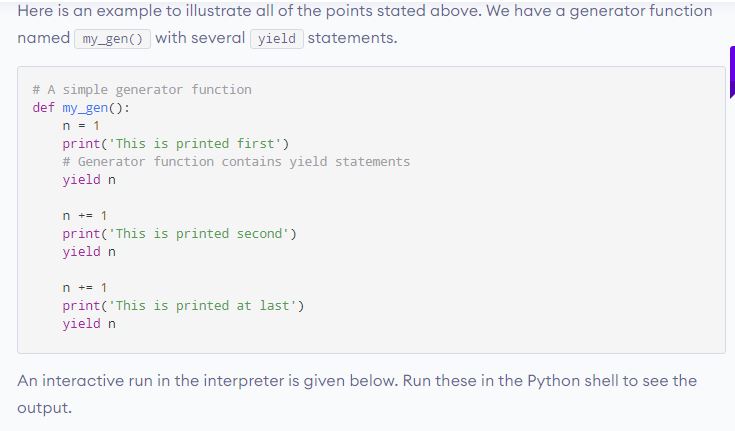 Here is an example to illustrate all of the points stated above. We have a generator function
named my_gen() with several yield statements.
# A simple generator function
def my_gen():
    n = 1
    print('This is printed first')
    # Generator function contains yield statements
    yield n

    n += 1
    print('This is printed second')
    yield n

    n += 1
    print('This is printed at last')
    yield n
An interactive run in the interpreter is given below. Run these in the Python shell to see the
output.